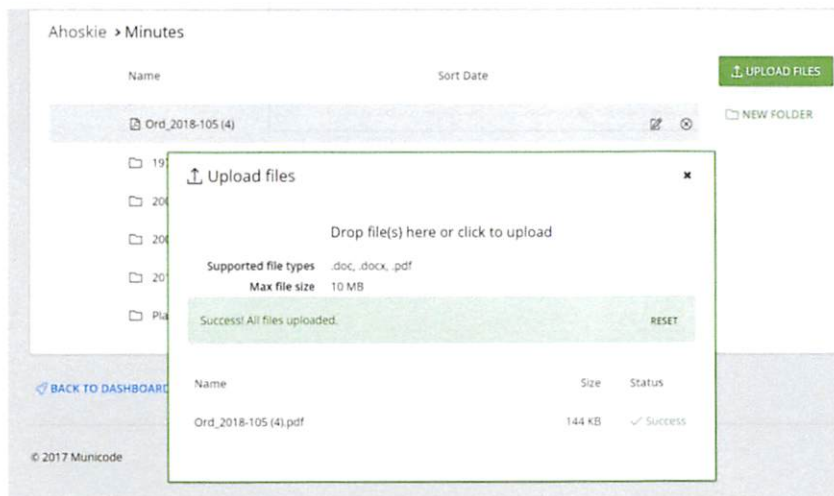 Ahoskie > Minutes
Name Sort Date
UPLOAD FILES
Ord_2018-105 (4)
NEW FOLDER
Upload files
Drop file(s) here or click to upload
Supported file types .doc, .docx, .pdf
Max file size 10 MB
Success! All files uploaded. RESET
BACK TO DASHBOARD
Name Size Status
Ord_2018-105 (4).pdf 144 KB Success
© 2017 Municode